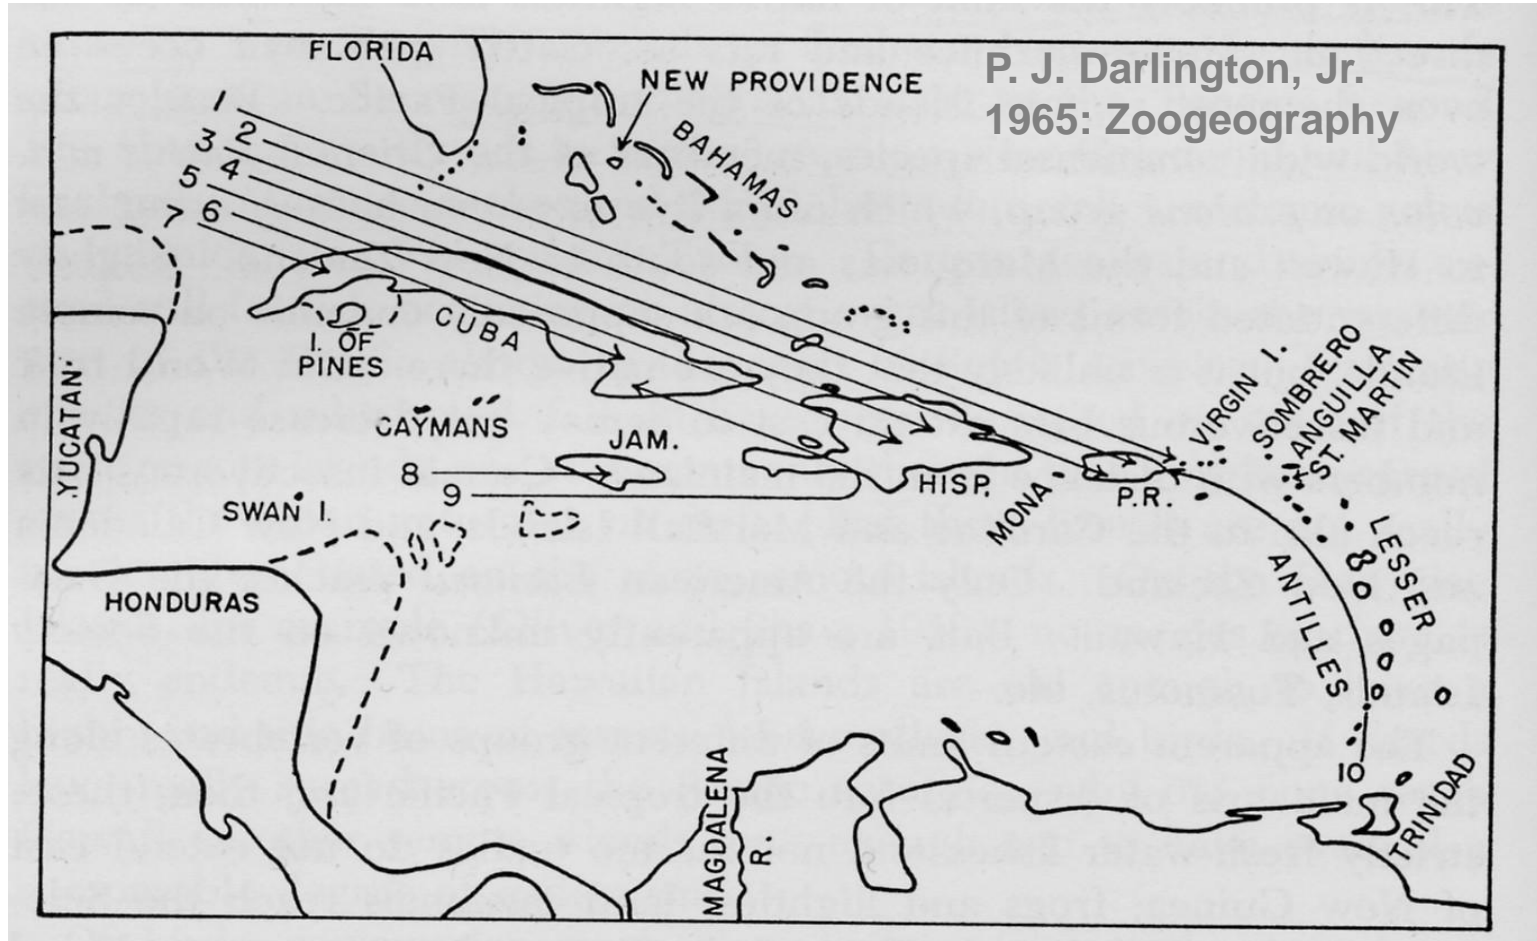 FLORIDA
NEW PROVIDENCE
P. J. Darlington, Jr.
1965: Zoogeography
BAHAMAS
1
2
3
4
5
6
7
CUBA
I. OF
PINES
YUCATAN
CAYMANS
JAM.
8
9
HISP.
MONA
P.R.
VIRGIN I.
SOMBRERO
ANGUILLA
ST. MARTIN
SWAN I.
HONDURAS
LESSER
ANTILLES
10
TRINIDAD
MAGDALENA
R.